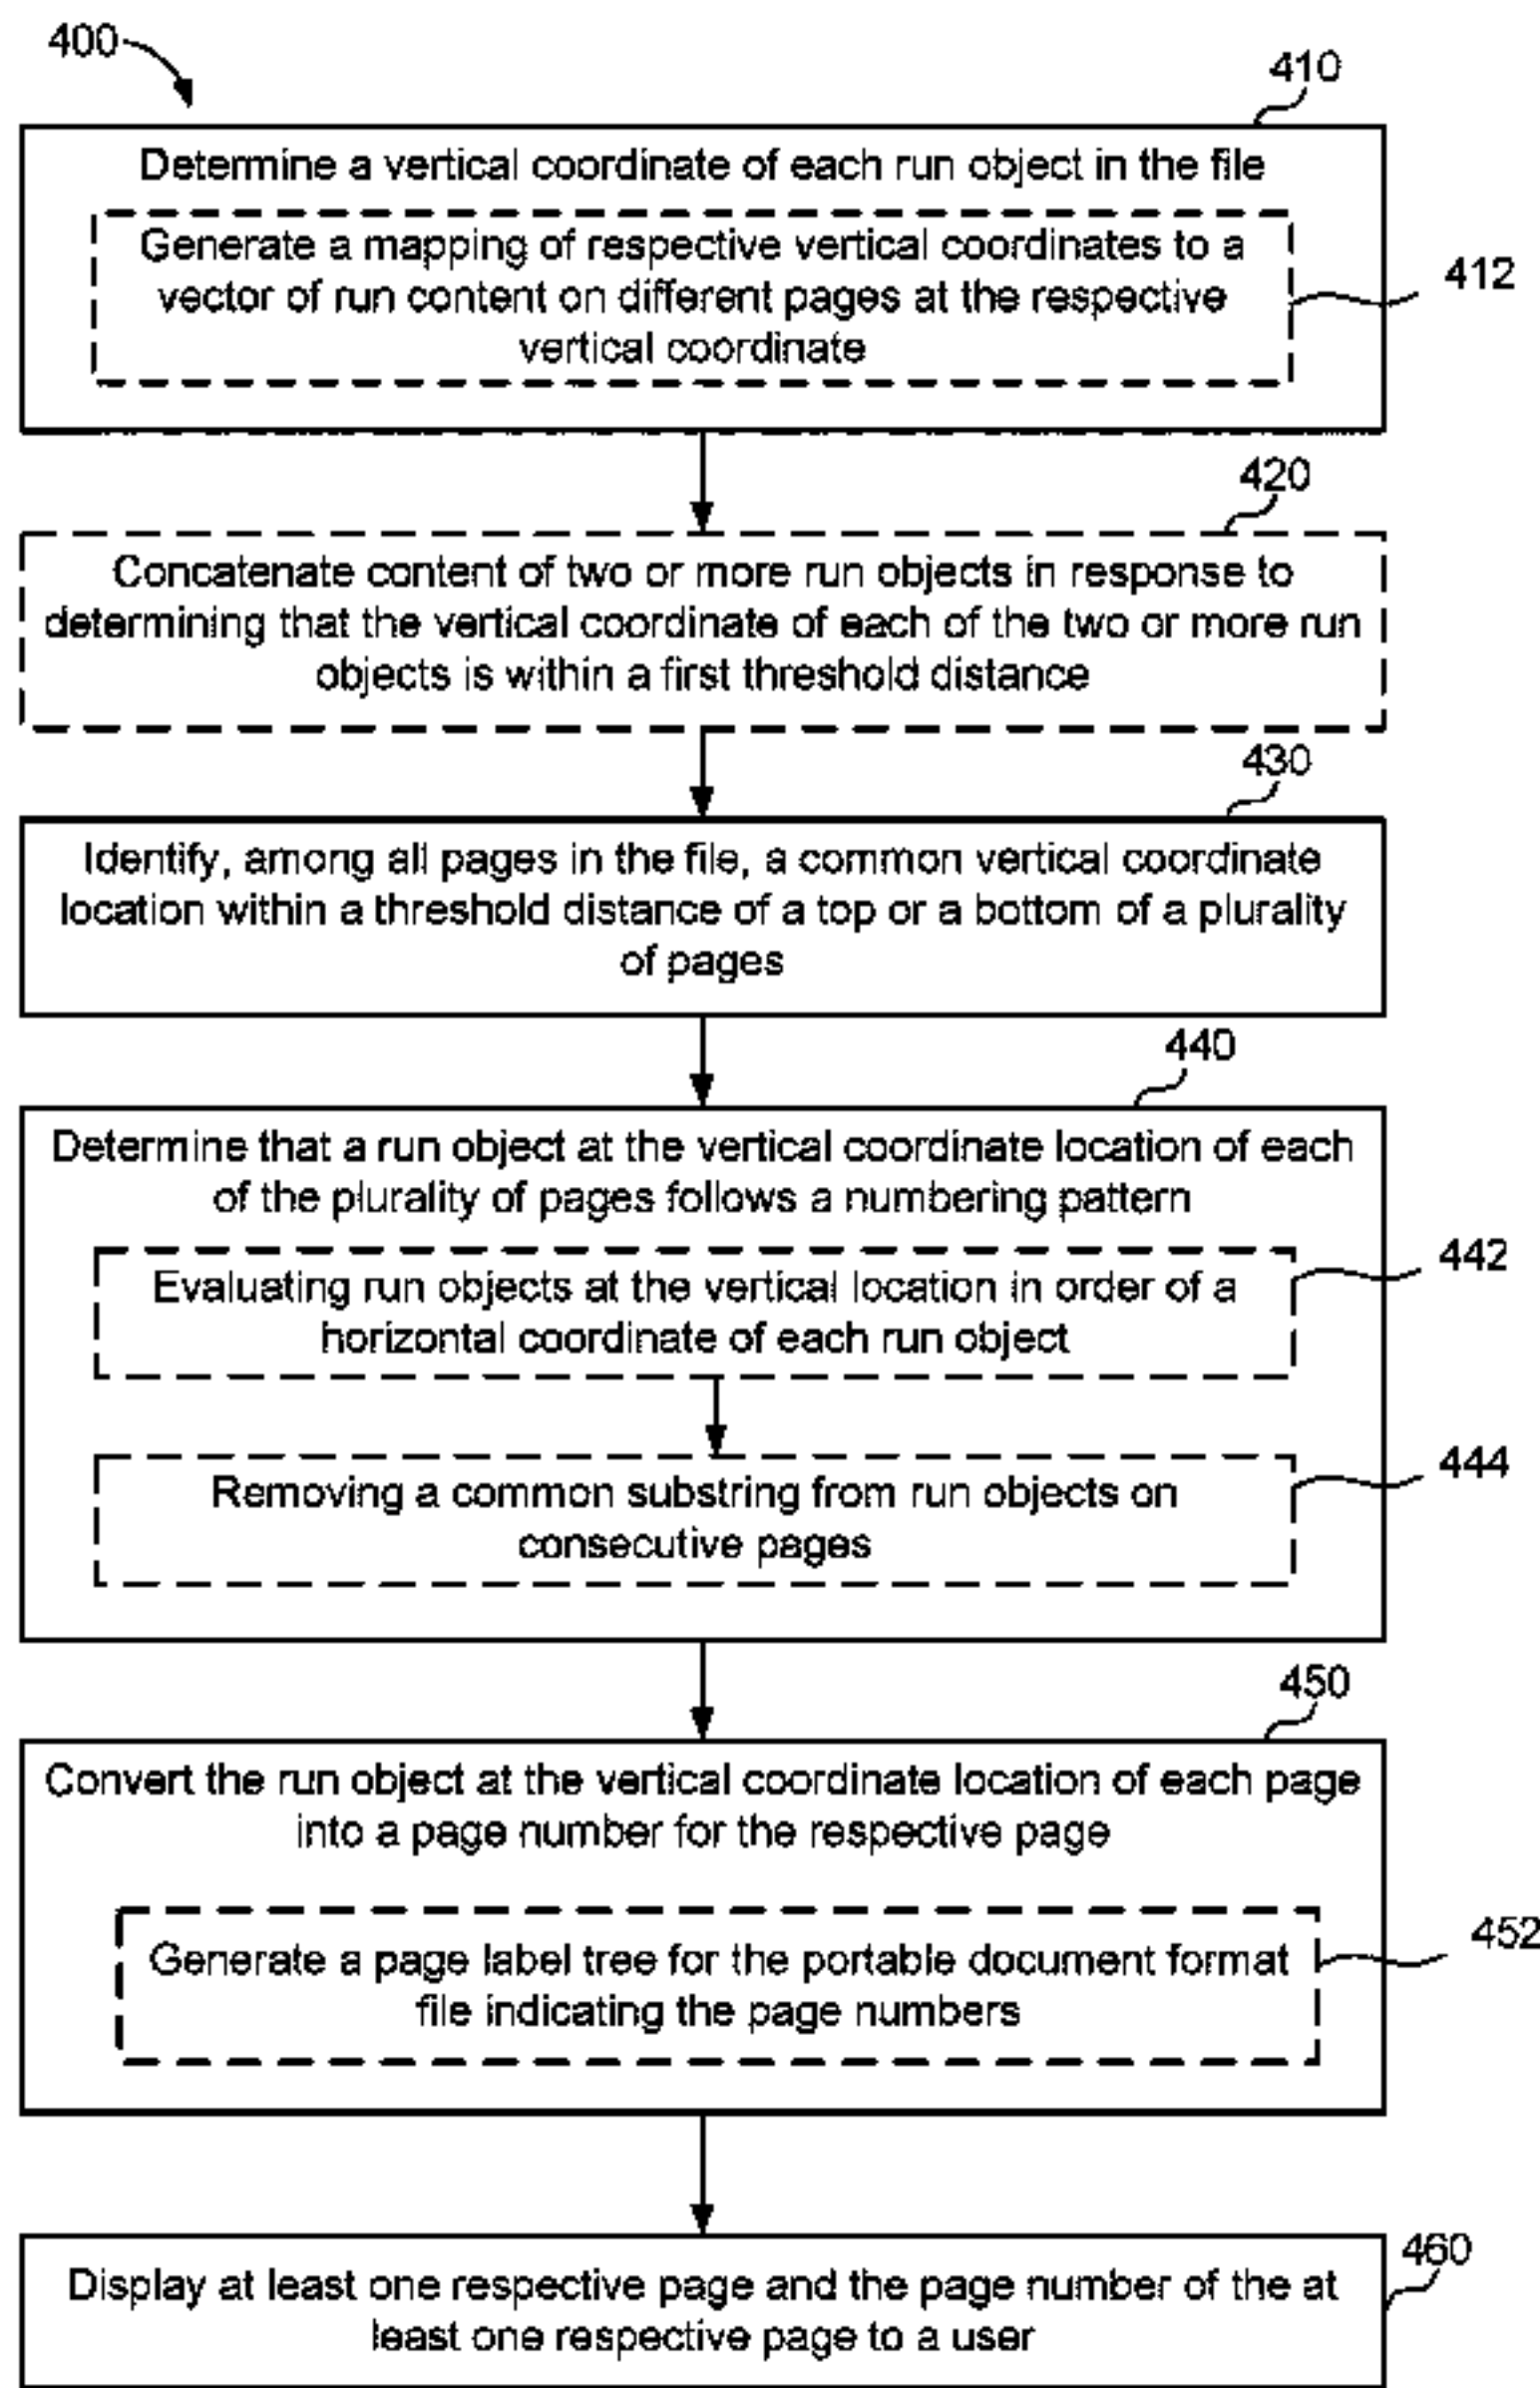 400
410
Determine a vertical coordinate of each run object in the file
Generate a mapping of respective vertical coordinates to a
vector of run content on different pages at the respective
vertical coordinate
412
420
Concatenate content of two or more run objects in response to
determining that the vertical coordinate of each of the two or more run
objects is within a first threshold distance
430
Identify, among all pages in the file, a common vertical coordinate
location within a threshold distance of a top or a bottom of a plurality
of pages
440
Determine that a run object at the vertical coordinate location of each
of the plurality of pages follows a numbering pattern
442
Evaluating run objects at the vertical location in order of a
horizontal coordinate of each run object
444
Removing a common substring from run objects on
consecutive pages
450
Convert the run object at the vertical coordinate location of each page
into a page number for the respective page
452
Generate a page label tree for the portable document format
file indicating the page numbers
460
Display at least one respective page and the page number of the at
least one respective page to a user